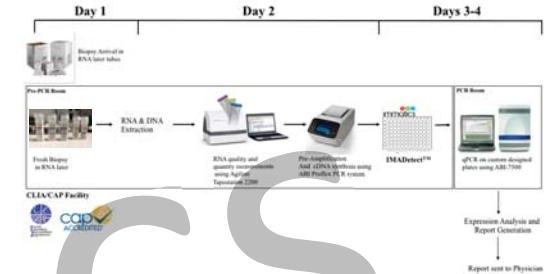 Day 1
Day 2
Days 3-4
Biopsy Arrival in
RNA later tubes
Pre-PCR Room
PCR Room
RNA & DNA
Extraction
Fresh Biopsy
in RNA later
RNA quality and
quantity measurements
using Agilent
Tapestation 2200
Pre-Amplification
And cDNA synthesis using
ABI Proflex PCR system
IMADetect™
qPCR on custom designed
plates using ABI-7500
CLIA/CAP Facility
cap
ACCREDITED
Expression Analysis and
Report Generation
Report sent to Physician
CS